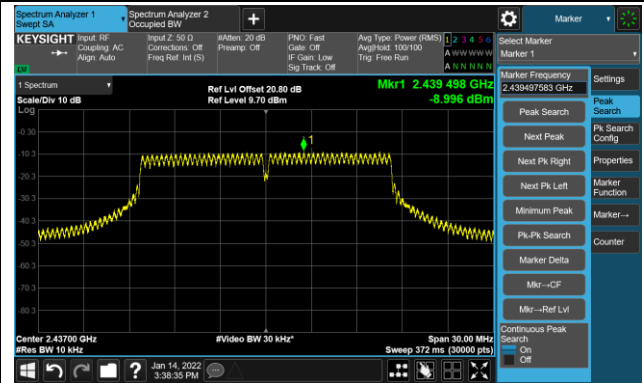 Spectrum Analyzer 1
Swept SA
Spectrum Analyzer 2
Occupied BW
+
Marker
KEYSIGHT
Input: RF
Coupling: AC
Align: Auto
Input Z: 50 Ω
Corrections: Off
Freq Ref: Int (S)
#Atten: 20 dB
Preamp: Off
PNO: Fast
Gate: Off
IF Gain: Low
Sig Track: Off
Avg Type: Power (RMS)
Avg|Hold: 100/100
Trig: Free Run
1 2 3 4 5 6
A W W W W W
A N N N N N
Select Marker
Marker 1
1 Spectrum
Scale/Div 10 dB
Log
Ref Lvl Offset 20.80 dB
Ref Level 9.70 dBm
Mkr1 2.439 498 GHz
-8.996 dBm
-0.30
-10.3
-20.3
-30.3
-40.3
-50.3
-60.3
-70.3
-80.3
1
Center 2.43700 GHz
#Res BW 10 kHz
#Video BW 30 kHz*
Span 30.00 MHz
Sweep 372 ms (30000 pts)
Marker Frequency
2.439497583 GHz
Peak Search
Next Peak
Next Pk Right
Next Pk Left
Minimum Peak
Pk-Pk Search
Marker Delta
Mkr→CF
Mkr→Ref Lvl
Continuous Peak
Search
On
Off
Settings
Peak
Search
Pk Search
Config
Properties
Marker
Function
Marker→
Counter
?
Jan 14, 2022
3:38:35 PM